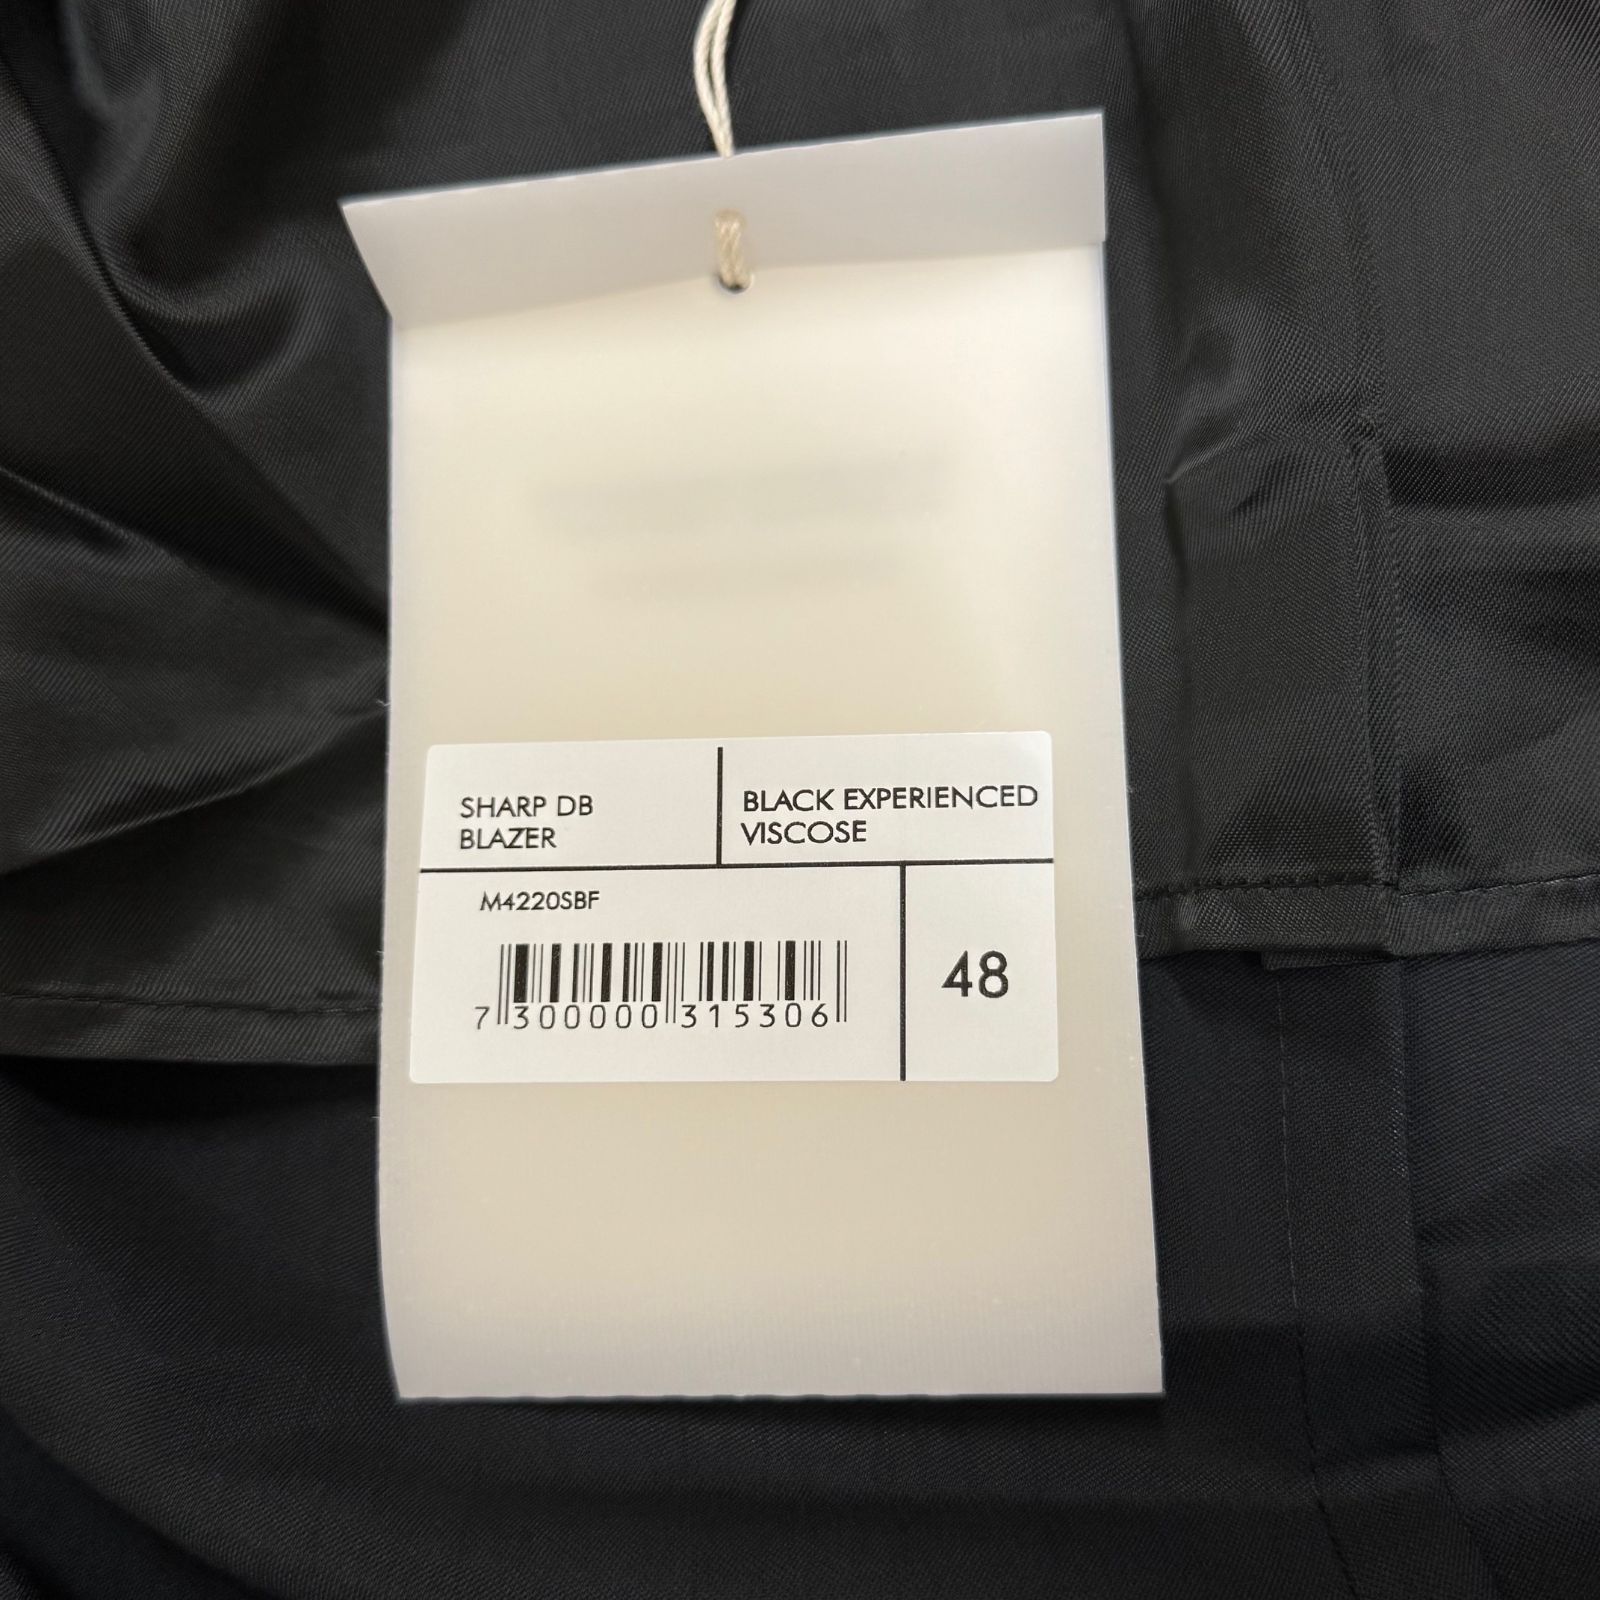 SHARP DB
BLAZER
BLACK EXPERIENCED
VISCOSE
M4220SBF
48
7 300000 315306